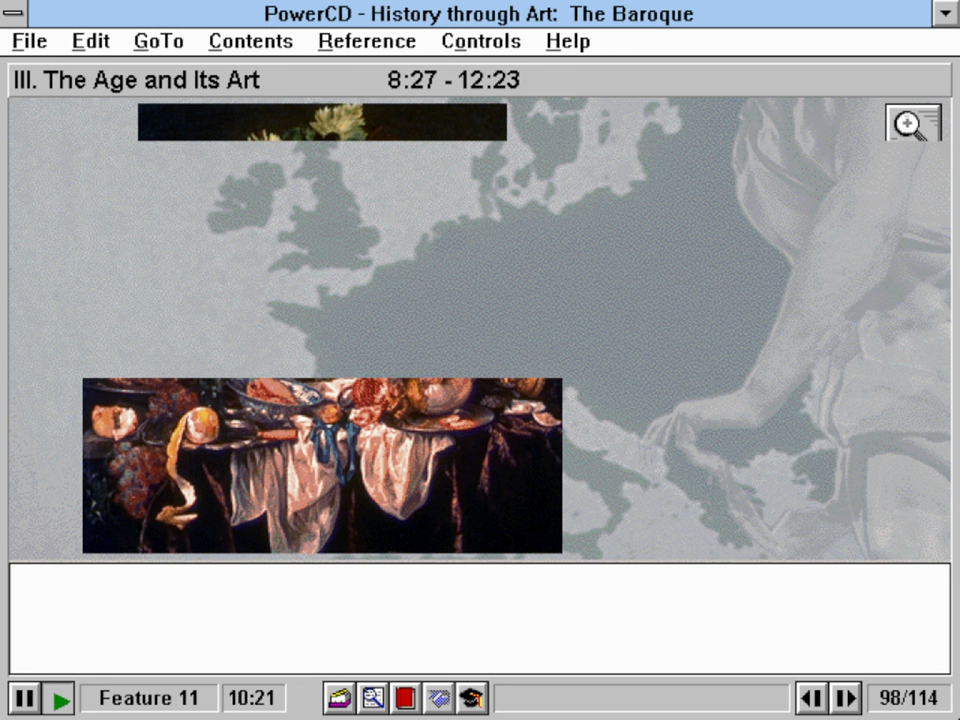 PowerCD - History through Art: The Baroque
File Edit GoTo Contents Reference Controls Help
III. The Age and Its Art 8:27 - 12:23
Feature 11 10:21 98/114